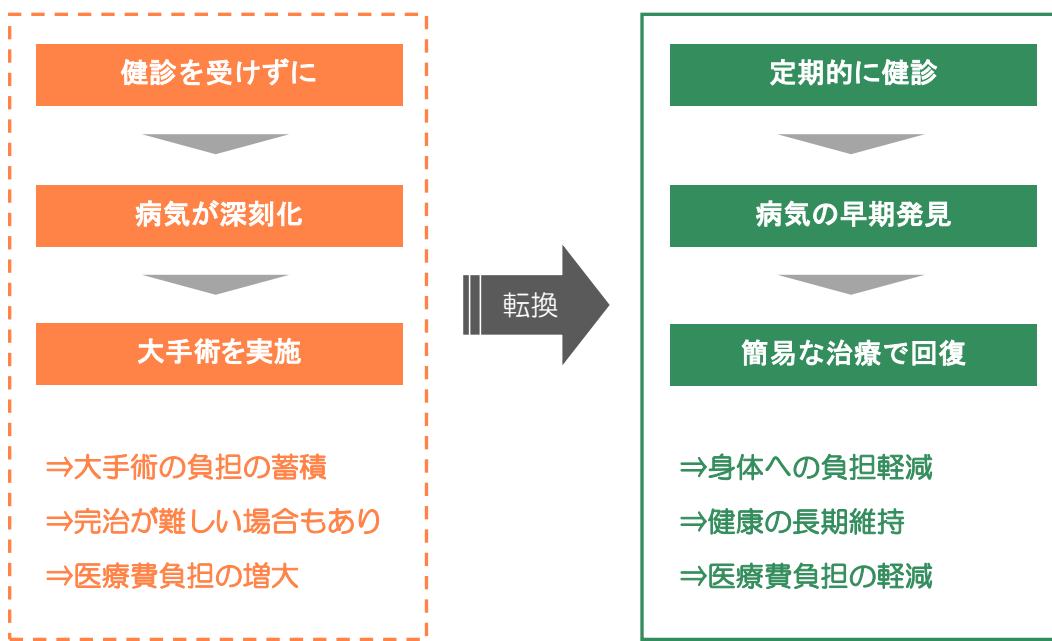 健診を受けずに
病気が深刻化
大手術を実施
⇒大手術の負担の蓄積
⇒完治が難しい場合もあり
⇒医療費負担の増大
転換
定期的に健診
病気の早期発見
簡易な治療で回復
⇒身体への負担軽減
⇒健康の長期維持
⇒医療費負担の軽減